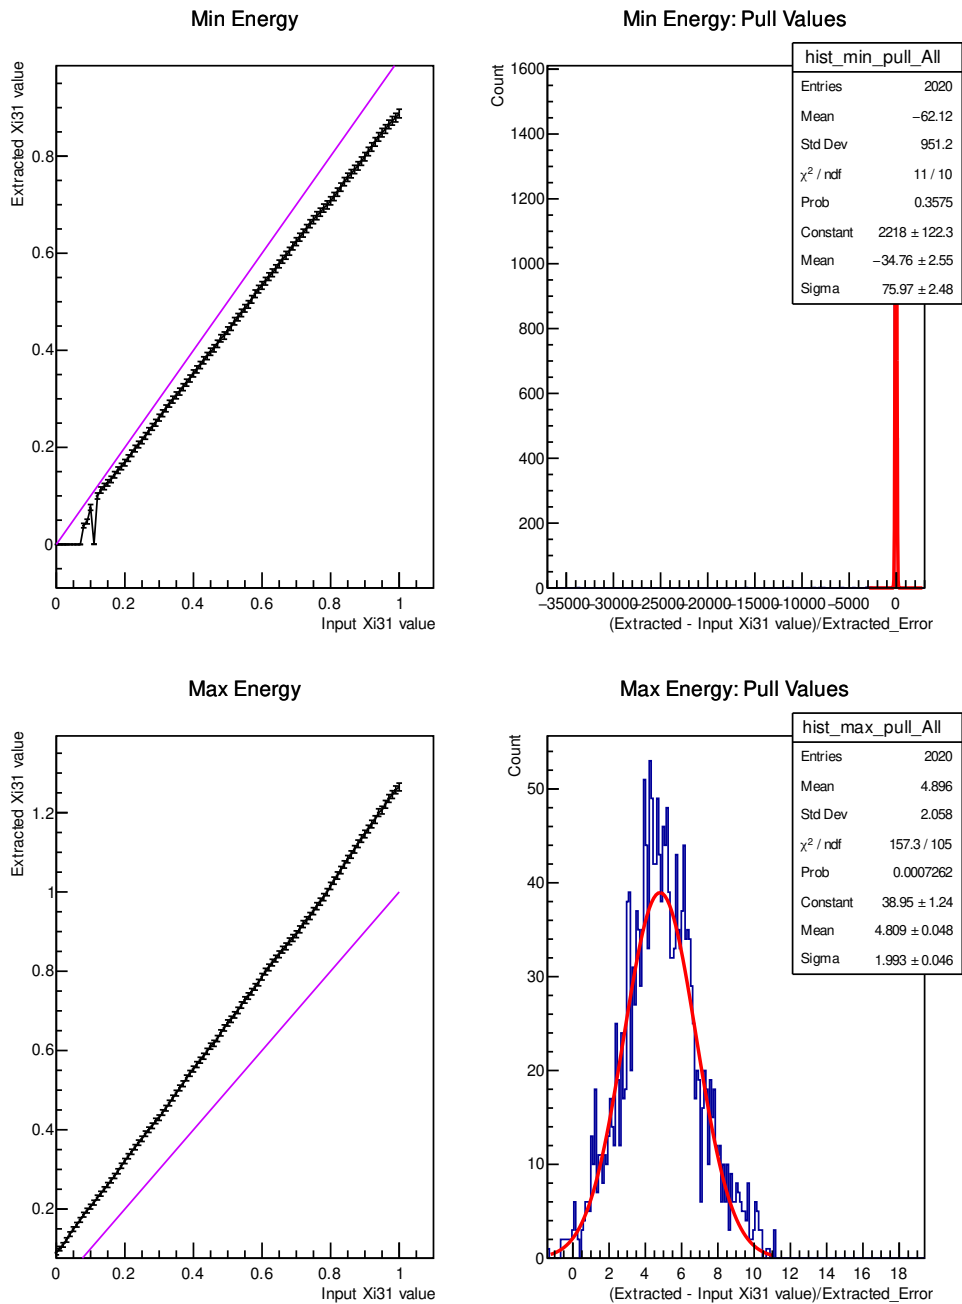 Min Energy
Extracted Xi31 value
0.8
0.6
0.4
0.2
0
0 0.2 0.4 0.6 0.8 1
Input Xi31 value
Min Energy: Pull Values
Count
1600
1400
1200
1000
800
600
400
200
0
−35000 −30000 −25000 −20000 −15000 −10000 −5000 0
(Extracted - Input Xi31 value)/Extracted_Error
hist_min_pull_All
Entries 2020
Mean −62.12
Std Dev 951.2
χ² / ndf 11 / 10
Prob 0.3575
Constant 2218 ± 122.3
Mean −34.76 ± 2.55
Sigma 75.97 ± 2.48
Max Energy
Extracted Xi31 value
1.2
1
0.8
0.6
0.4
0.2
0 0.2 0.4 0.6 0.8 1
Input Xi31 value
Max Energy: Pull Values
Count
50
40
30
20
10
0
0 2 4 6 8 10 12 14 16 18
(Extracted - Input Xi31 value)/Extracted_Error
hist_max_pull_All
Entries 2020
Mean 4.896
Std Dev 2.058
χ² / ndf 157.3 / 105
Prob 0.0007262
Constant 38.95 ± 1.24
Mean 4.809 ± 0.048
Sigma 1.993 ± 0.046